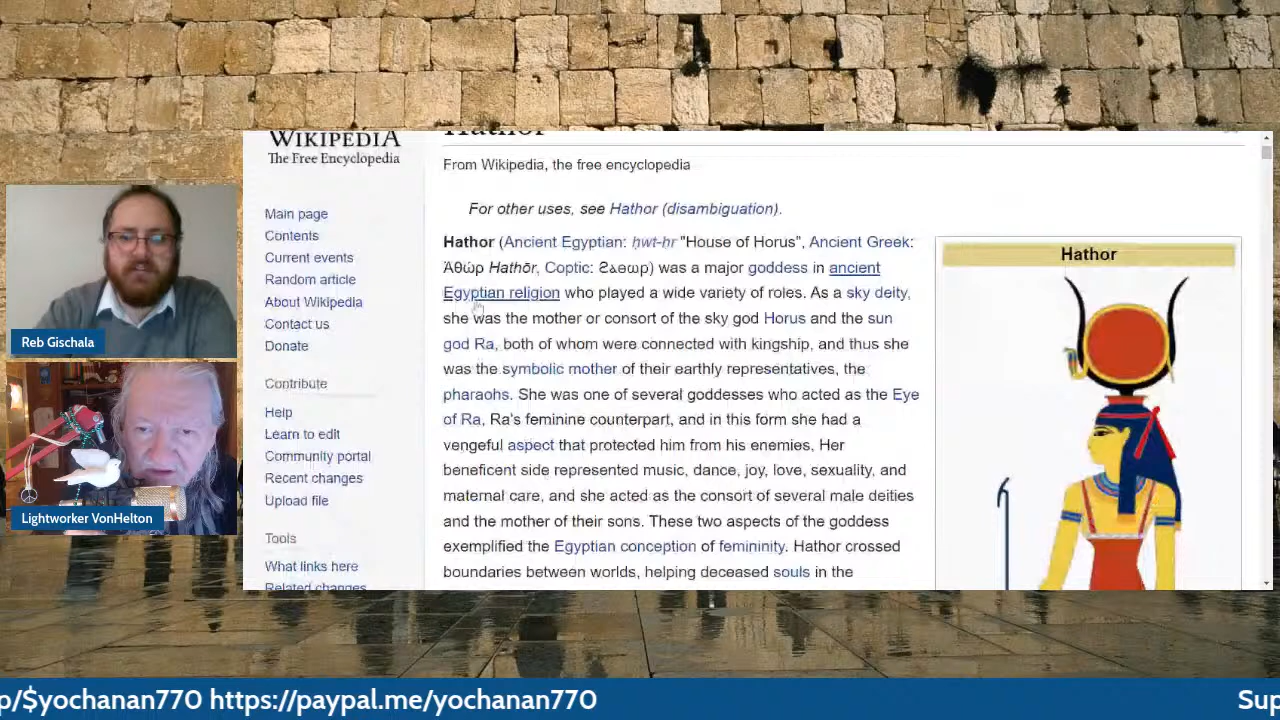 WIKIPEDIA
The Free Encyclopedia
Main page
Contents
Current events
Random article
About Wikipedia
Contact us
Donate
Contribute
Help
Learn to edit
Community portal
Recent changes
Upload file
Tools
What links here
Related changes
Hathor
From Wikipedia, the free encyclopedia
For other uses, see Hathor (disambiguation).
Hathor (Ancient Egyptian: ḥwt-ḥr "House of Horus", Ancient Greek:
Ἁθώρ Hathōr, Coptic: ϩⲁⲑⲱⲣ) was a major goddess in ancient
Egyptian religion who played a wide variety of roles. As a sky deity,
she was the mother or consort of the sky god Horus and the sun
god Ra, both of whom were connected with kingship, and thus she
was the symbolic mother of their earthly representatives, the
pharaohs. She was one of several goddesses who acted as the Eye
of Ra, Ra's feminine counterpart, and in this form she had a
vengeful aspect that protected him from his enemies, Her
beneficent side represented music, dance, joy, love, sexuality, and
maternal care, and she acted as the consort of several male deities
and the mother of their sons. These two aspects of the goddess
exemplified the Egyptian conception of femininity. Hathor crossed
boundaries between worlds, helping deceased souls in the
Hathor
Reb Gischala
Lightworker VonHelton
p/$yochanan770 https://paypal.me/yochanan770
Sup